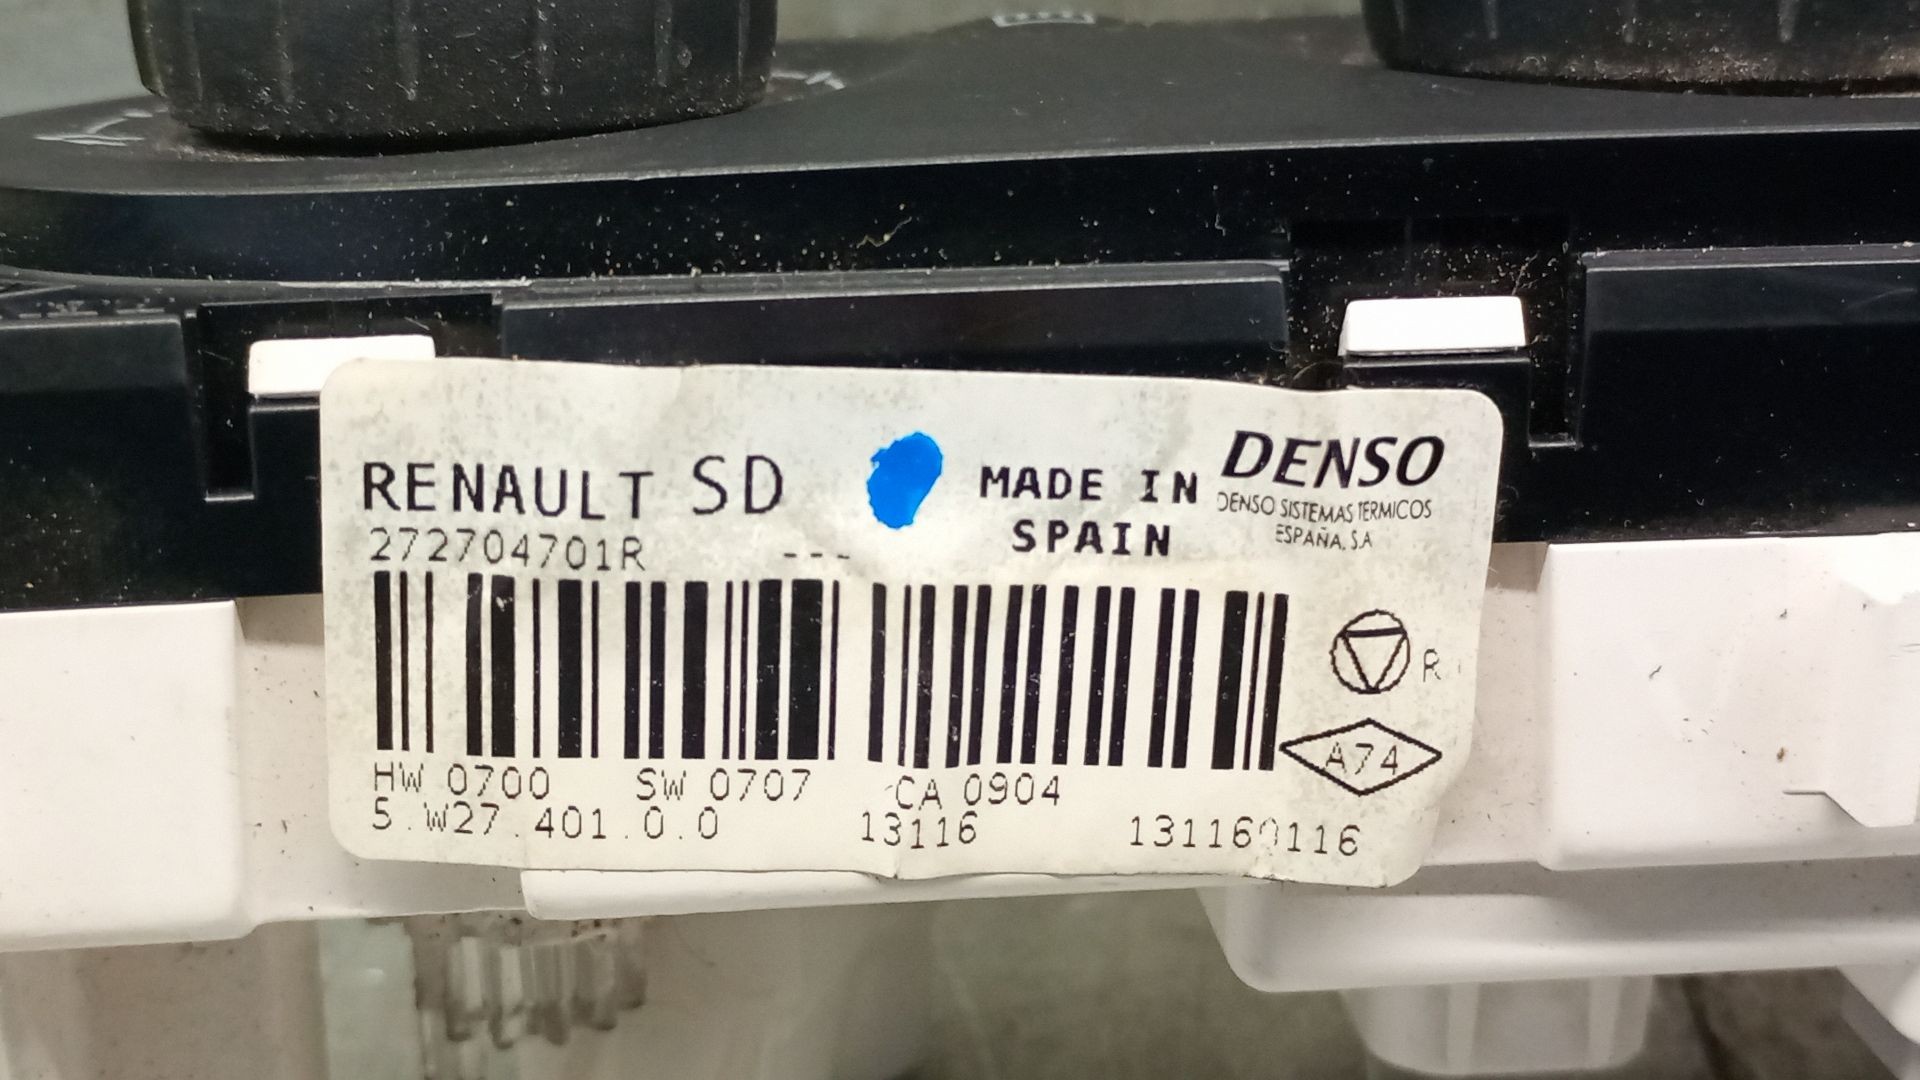 RENAULT SD
MADE IN
SPAIN
DENSO
DENSO SISTEMAS TERMICOS
ESPAÑA, S.A
272704701R
---
R
A74
HW 0700 SW 0707 CA 0904
5.W27.401.0.0 13116 131160116